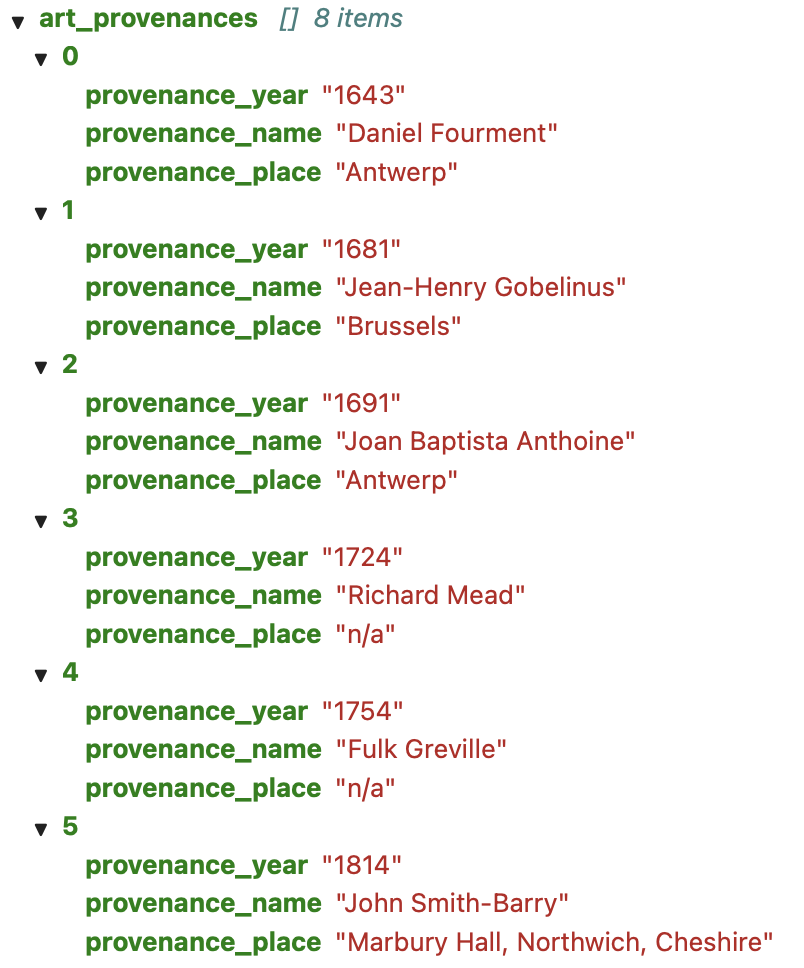 art_provenances [] 8 items
0
provenance_year "1643"
provenance_name "Daniel Fourment"
provenance_place "Antwerp"
1
provenance_year "1681"
provenance_name "Jean-Henry Gobelinus"
provenance_place "Brussels"
2
provenance_year "1691"
provenance_name "Joan Baptista Anthoine"
provenance_place "Antwerp"
3
provenance_year "1724"
provenance_name "Richard Mead"
provenance_place "n/a"
4
provenance_year "1754"
provenance_name "Fulk Greville"
provenance_place "n/a"
5
provenance_year "1814"
provenance_name "John Smith-Barry"
provenance_place "Marbury Hall, Northwich, Cheshire"